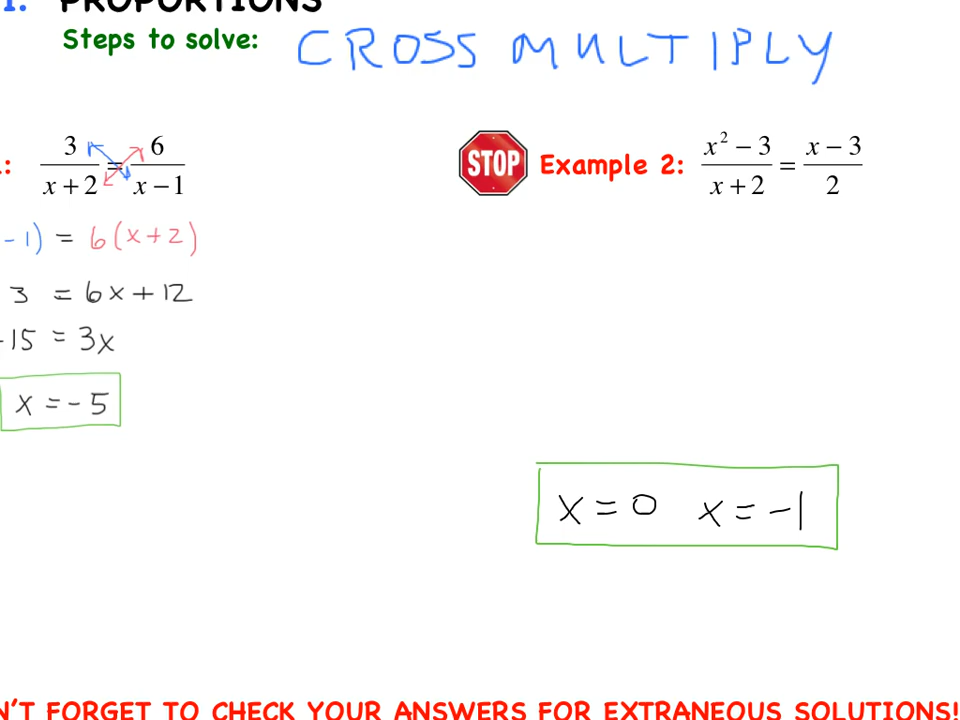 I. PROPORTIONS
Steps to solve: CROSS MULTIPLY
1: 3/(x + 2) = 6/(x − 1)
− 1) = 6(x + 2)
3 = 6x + 12
-15 = 3x
x = -5
STOP Example 2: (x² − 3)/(x + 2) = (x − 3)/2
x = 0 x = -1
N'T FORGET TO CHECK YOUR ANSWERS FOR EXTRANEOUS SOLUTIONS!